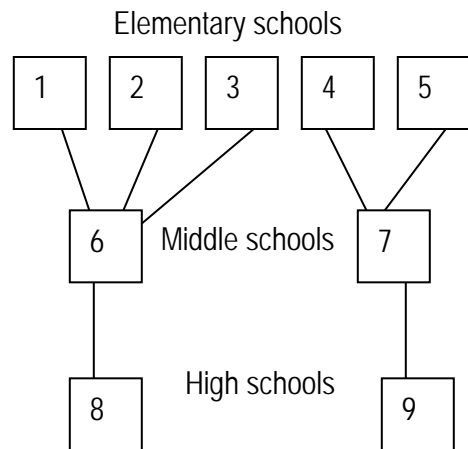 Elementary schools
1 2 3 4 5
6 Middle schools 7
High schools
8 9